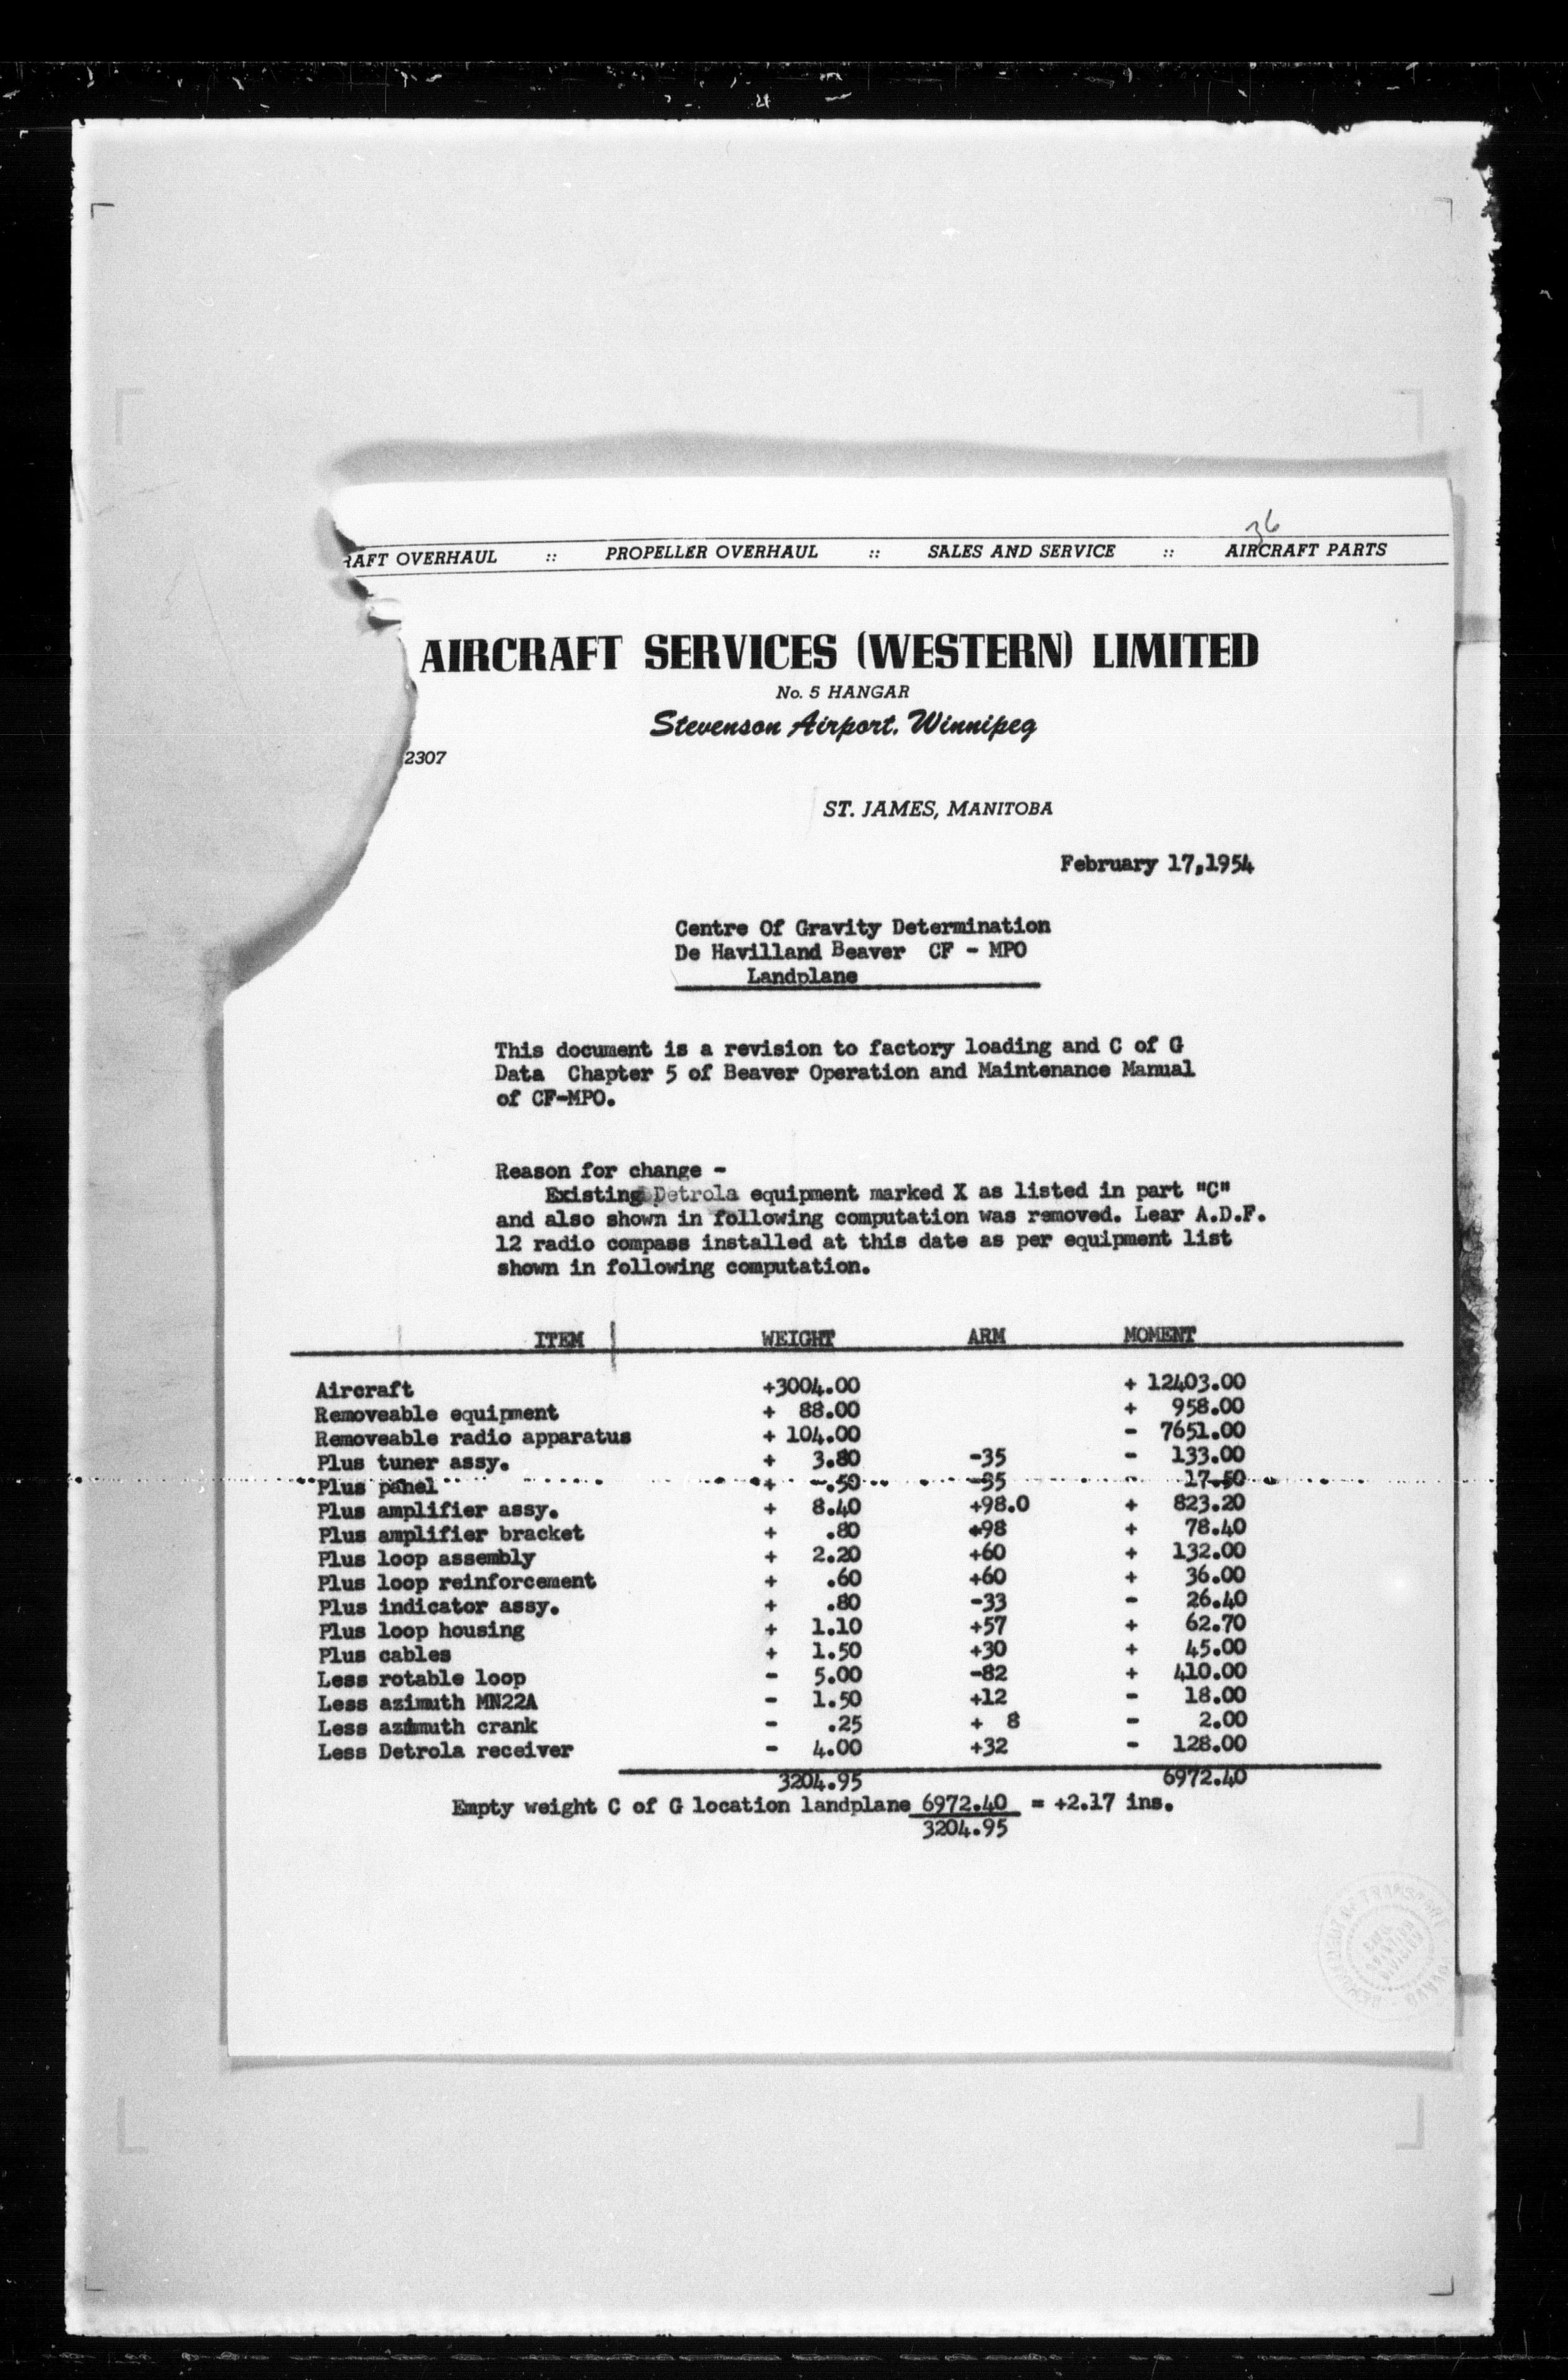 36
RAFT OVERHAUL :: PROPELLER OVERHAUL :: SALES AND SERVICE :: AIRCRAFT PARTS
AIRCRAFT SERVICES (WESTERN) LIMITED
No. 5 HANGAR
Stevenson Airport, Winnipeg
2307
ST. JAMES, MANITOBA
February 17,1954
Centre Of Gravity Determination
De Havilland Beaver CF - MPO
Landplane
This document is a revision to factory loading and C of G
Data Chapter 5 of Beaver Operation and Maintenance Manual
of CF-MPO.
Reason for change -
Existing Detrola equipment marked X as listed in part "C"
and also shown in following computation was removed. Lear A.D.F.
12 radio compass installed at this date as per equipment list
shown in following computation.
ITEM WEIGHT ARM MOMENT
Aircraft +3004.00 + 12403.00
Removeable equipment + 88.00 + 958.00
Removeable radio apparatus + 104.00 - 7651.00
Plus tuner assy. + 3.80 -35 - 133.00
Plus panel + .50 -35 - 17.50
Plus amplifier assy. + 8.40 +98.0 + 823.20
Plus amplifier bracket + .80 +98 + 78.40
Plus loop assembly + 2.20 +60 + 132.00
Plus loop reinforcement + .60 +60 + 36.00
Plus indicator assy. + .80 -33 - 26.40
Plus loop housing + 1.10 +57 + 62.70
Plus cables + 1.50 +30 + 45.00
Less rotable loop - 5.00 -82 + 410.00
Less azimuth MN22A - 1.50 +12 - 18.00
Less azimuth crank - .25 + 8 - 2.00
Less Detrola receiver - 4.00 +32 - 128.00
3204.95 6972.40
Empty weight C of G location landplane 6972.40 = +2.17 ins.
3204.95
DEPARTMENT OF TRANSPORT
CIVIL AVIATION DIVISION
CANADA